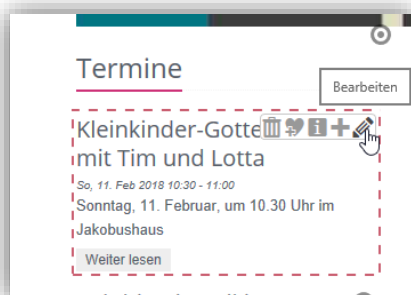 Termine
Bearbeiten
Kleinkinder-Gotte
mit Tim und Lotta
So, 11. Feb 2018 10:30 - 11:00
Sonntag, 11. Februar, um 10.30 Uhr im
Jakobushaus
Weiter lesen